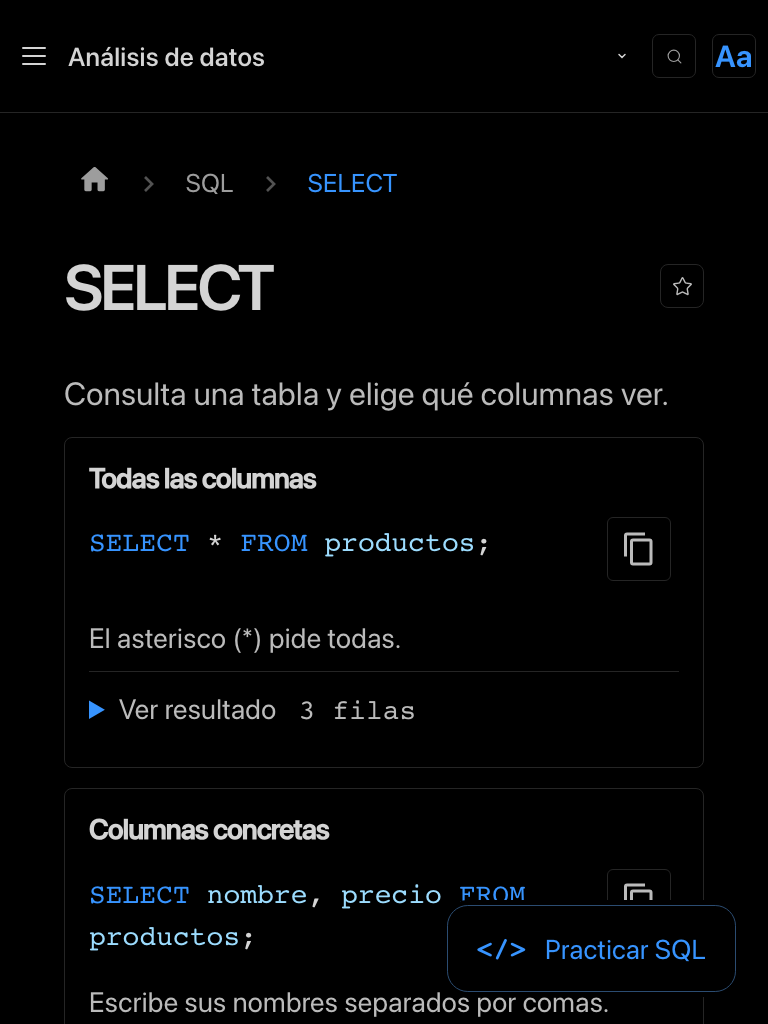 Análisis de datos
Aa
SQL
SELECT
SELECT
Consulta una tabla y elige qué columnas ver.
Todas las columnas
SELECT * FROM productos;
El asterisco (*) pide todas.
Ver resultado 3 filas
Columnas concretas
SELECT nombre, precio FROM
productos;
</> Practicar SQL
Escribe sus nombres separados por comas.